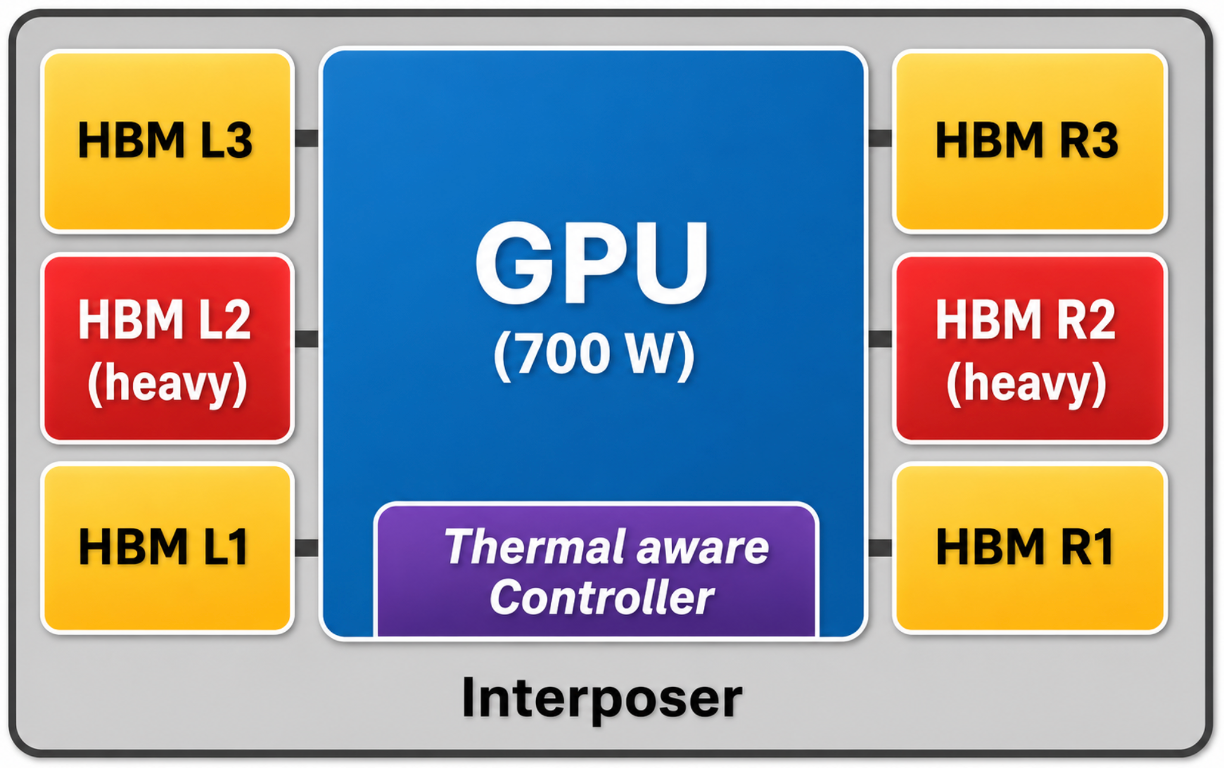 HBM L3
HBM L2
(heavy)
HBM L1
GPU
(700 W)
Thermal aware
Controller
HBM R3
HBM R2
(heavy)
HBM R1
Interposer